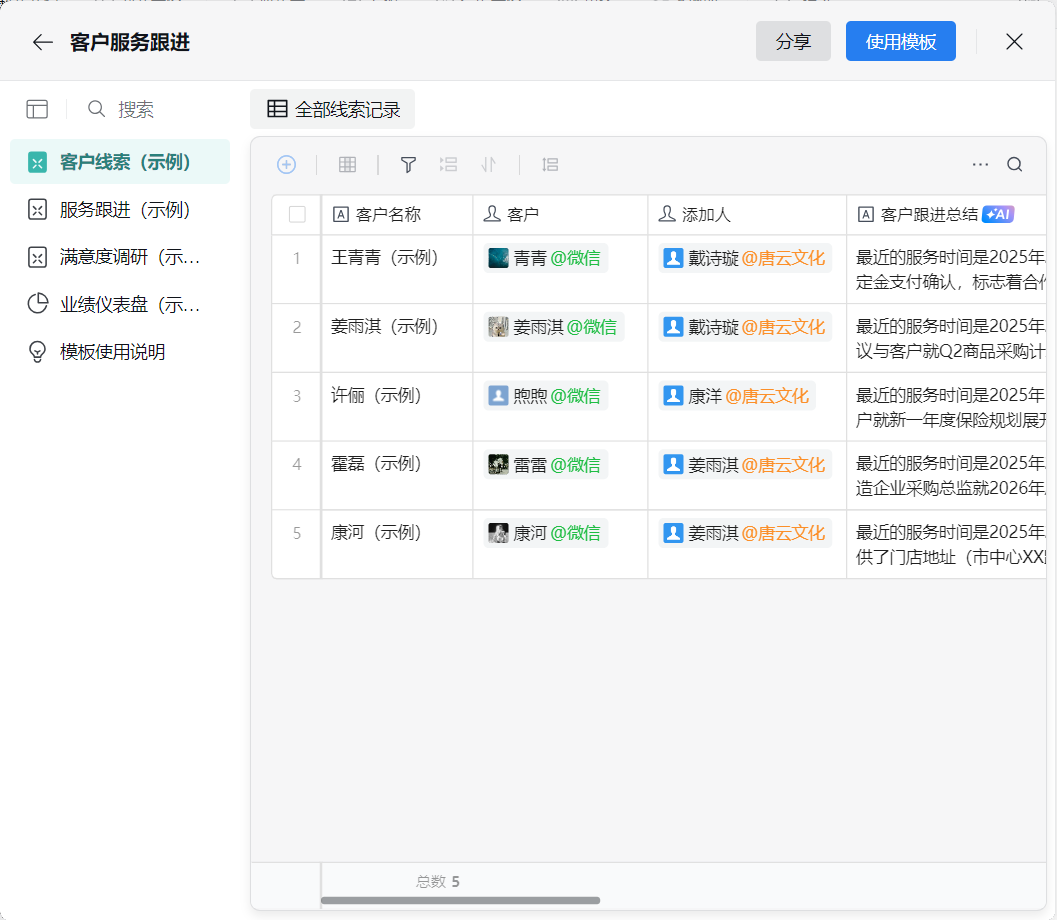 客户服务跟进
分享
使用模板
搜索
全部线索记录
客户线索（示例）
服务跟进（示例）
满意度调研（示...
业绩仪表盘（示...
模板使用说明
客户名称 客户 添加人 客户跟进总结 AI
1 王青青（示例） 青青@微信 戴诗璇@唐云文化 最近的服务时间是2025年
定金支付确认，标志着合作
2 姜雨淇（示例） 姜雨淇@微信 戴诗璇@唐云文化 最近的服务时间是2025年
议与客户就Q2商品采购计
3 许俪（示例） 煦煦@微信 康洋@唐云文化 最近的服务时间是2025年
户就新一年度保险规划展开
4 霍磊（示例） 雷雷@微信 姜雨淇@唐云文化 最近的服务时间是2025年
造企业采购总监就2026年
5 康河（示例） 康河@微信 姜雨淇@唐云文化 最近的服务时间是2025年
供了门店地址（市中心XX
总数 5